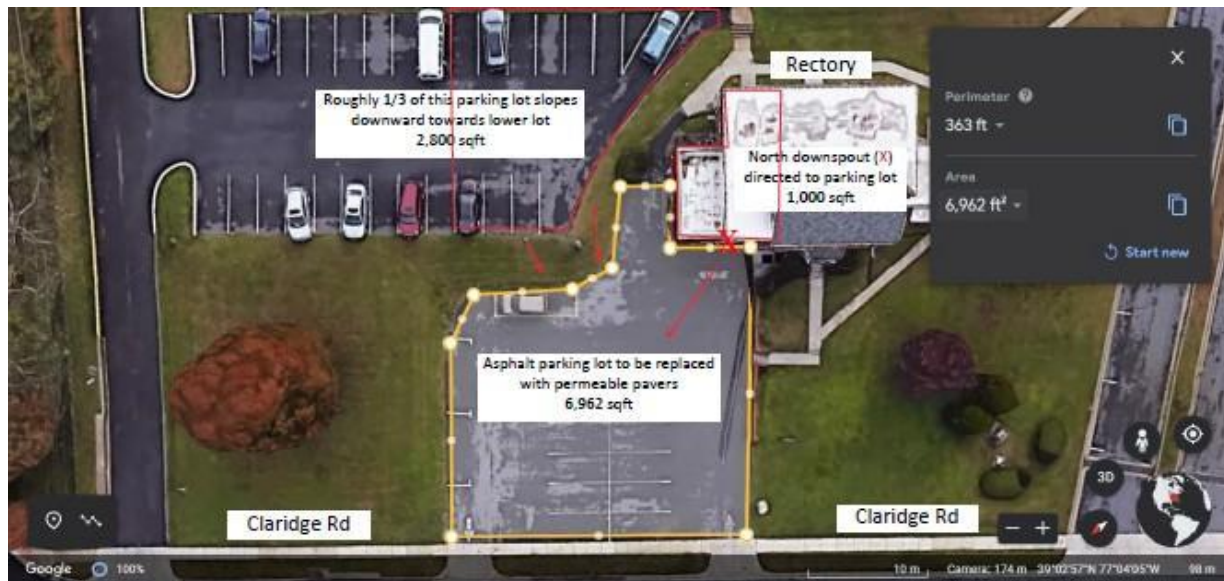 Rectory
Roughly 1/3 of this parking lot slopes
downward towards lower lot
2,800 sqft
North downspout (X)
directed to parking lot
1,000 sqft
X
Perimeter
363 ft
Area
6,962 ft²
Start new
Asphalt parking lot to be replaced
with permeable pavers
6,962 sqft
Claridge Rd
Claridge Rd
3D
Google
100%
10 m
Camera: 174 m
39°02'57"N 77°04'05"W
98 m